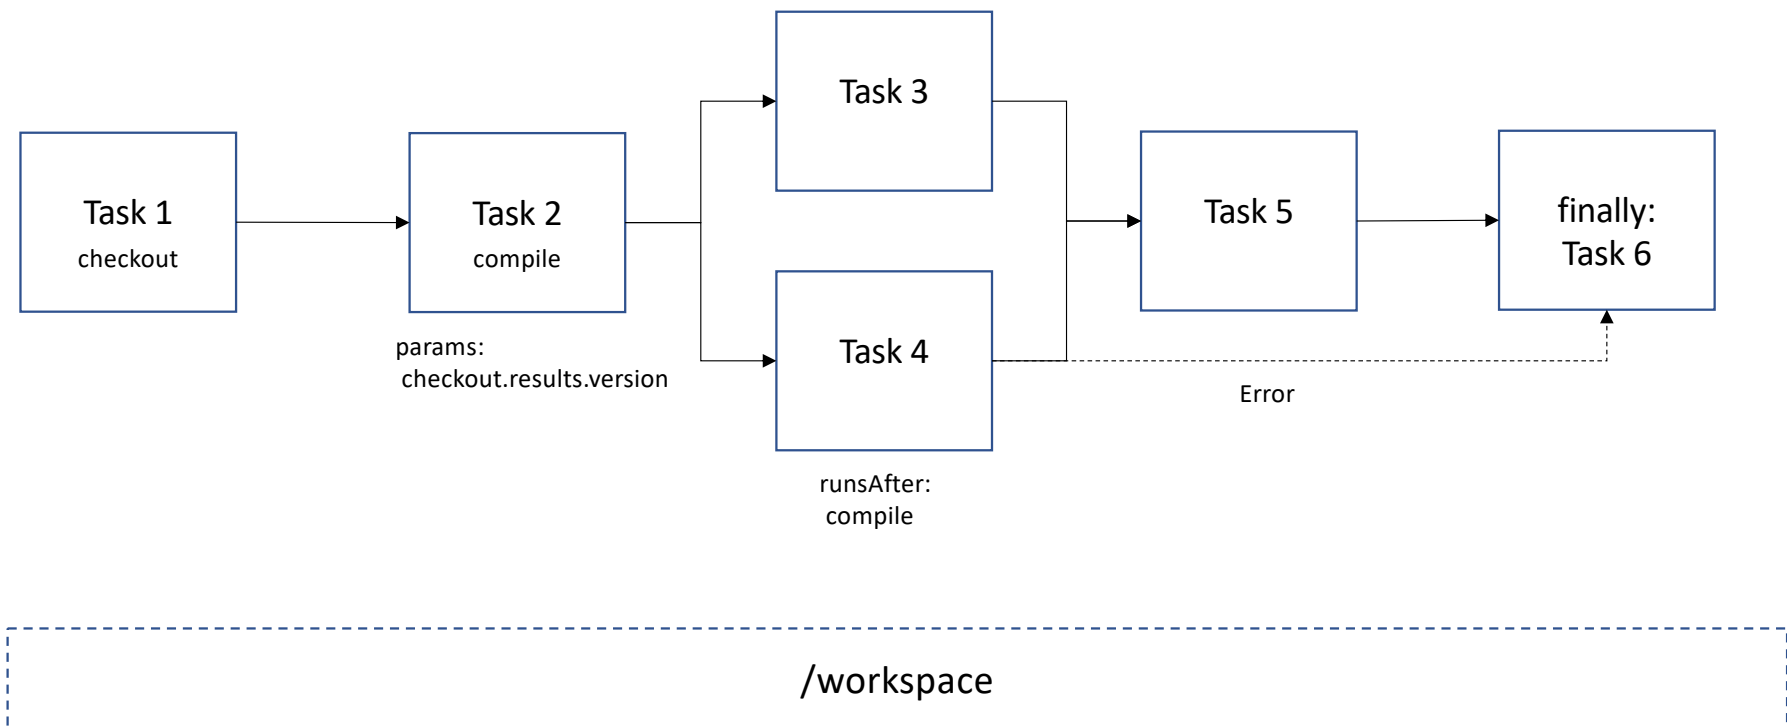 Task 1
checkout
Task 2
compile
params:
checkout.results.version
Task 3
Task 4
runsAfter:
compile
Task 5
finally:
Task 6
Error
/workspace